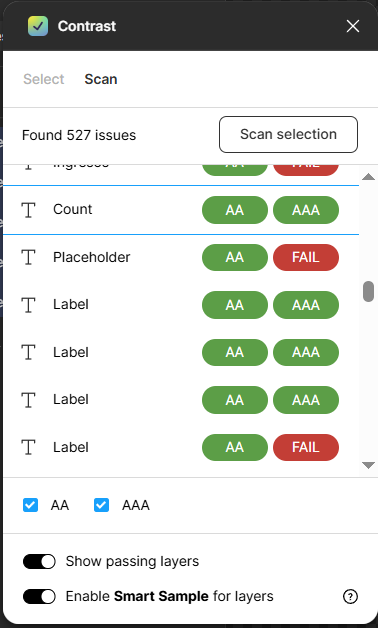 Contrast
Select Scan
Found 527 issues Scan selection
Count AA AAA
Placeholder AA FAIL
Label AA AAA
Label AA AAA
Label AA AAA
Label AA FAIL
AA AAA
Show passing layers
Enable Smart Sample for layers ?